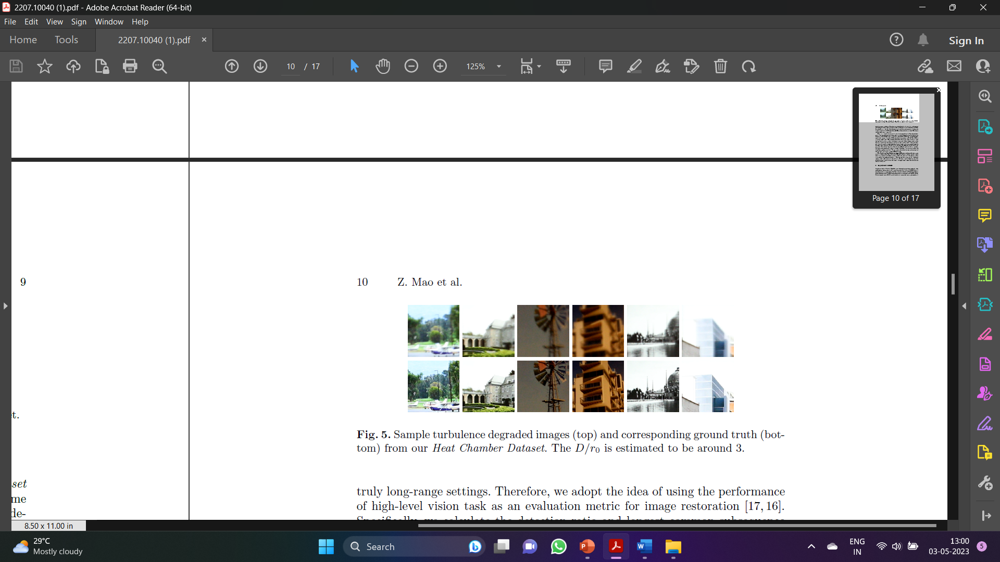 2207.10040 (1).pdf - Adobe Acrobat Reader (64-bit)
File Edit View Sign Window Help
Home Tools 2207.10040 (1).pdf × Sign In
10 / 17 125%
Page 10 of 17
9
t.
set
me
de-
10 Z. Mao et al.
Fig. 5. Sample turbulence degraded images (top) and corresponding ground truth (bot-
tom) from our Heat Chamber Dataset. The D/r₀ is estimated to be around 3.
truly long-range settings. Therefore, we adopt the idea of using the performance
of high-level vision task as an evaluation metric for image restoration [17, 16].
8.50 x 11.00 in
29°C
Mostly cloudy
Search
ENG
IN
13:00
03-05-2023
5